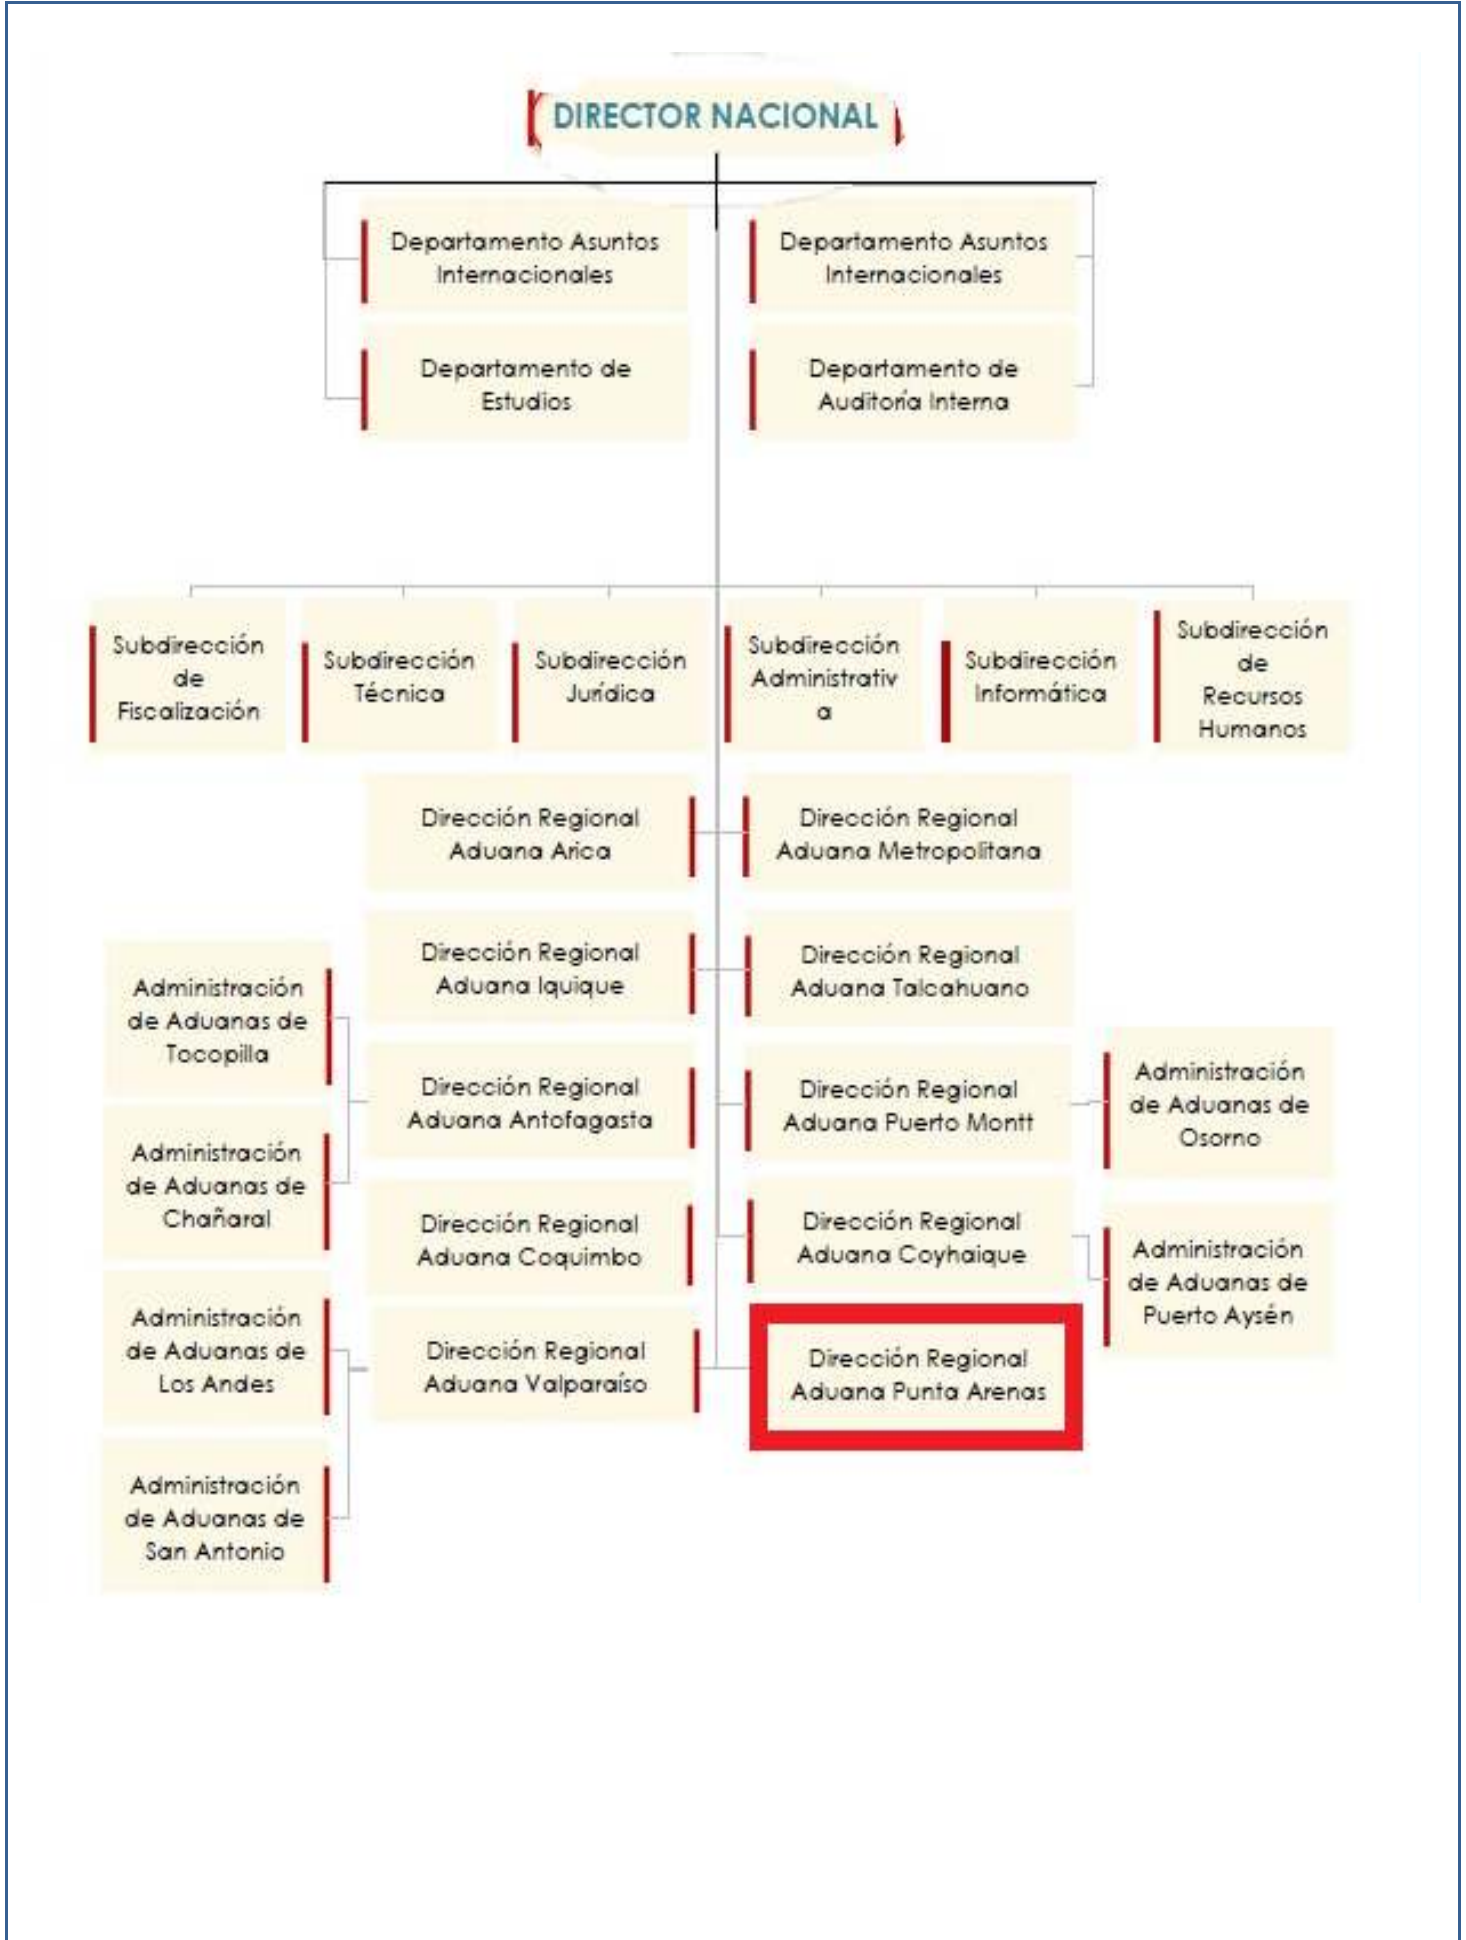 DIRECTOR NACIONAL
Departamento Asuntos
Internacionales
Departamento Asuntos
Internacionales
Departamento de
Estudios
Departamento de
Auditoría Interna
Subdirección
de
Fiscalización
Subdirección
Técnica
Subdirección
Jurídica
Subdirección
Administrativ
a
Subdirección
Informática
Subdirección
de
Recursos
Humanos
Dirección Regional
Aduana Arica
Dirección Regional
Aduana Metropolitana
Dirección Regional
Aduana Iquique
Dirección Regional
Aduana Talcahuano
Administración
de Aduanas de
Tocopilla
Dirección Regional
Aduana Antofagasta
Dirección Regional
Aduana Puerto Montt
Administración
de Aduanas de
Osorno
Administración
de Aduanas de
Chañaral
Dirección Regional
Aduana Coquimbo
Dirección Regional
Aduana Coyhaique
Administración
de Aduanas de
Puerto Aysén
Administración
de Aduanas de
Los Andes
Dirección Regional
Aduana Valparaíso
Dirección Regional
Aduana Punta Arenas
Administración
de Aduanas de
San Antonio